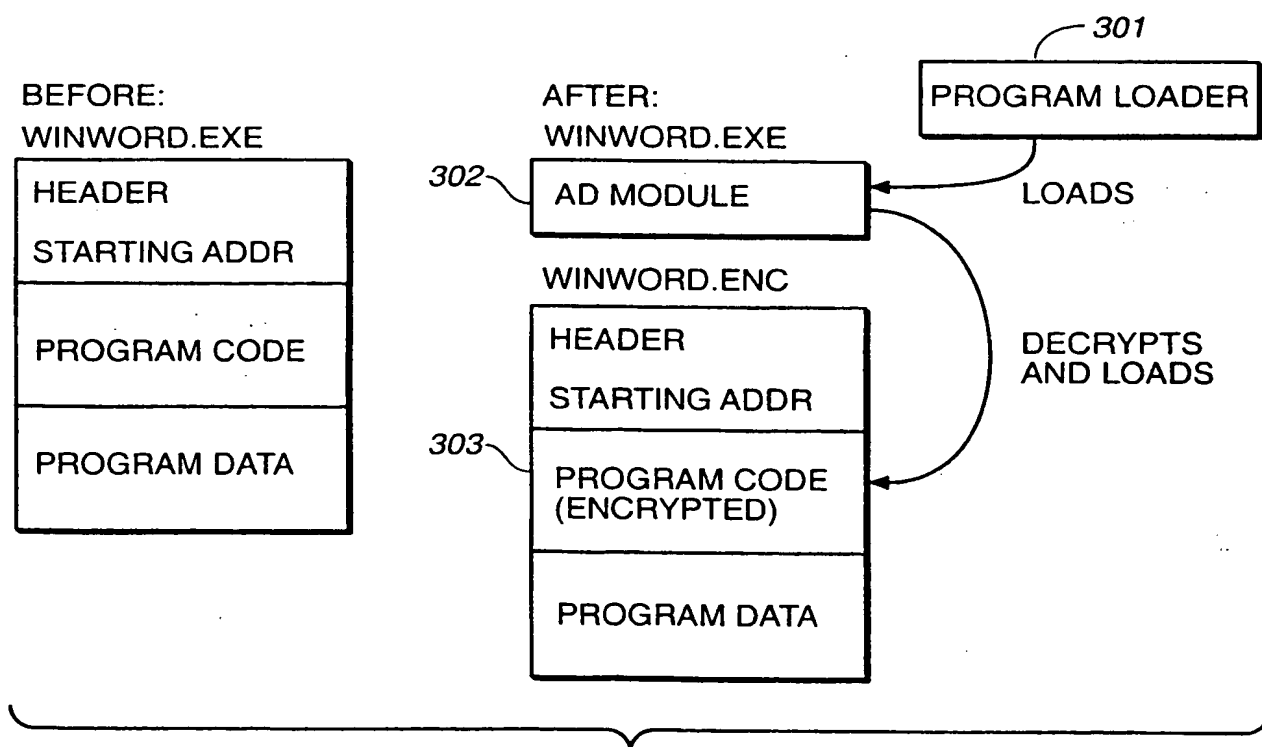 301
PROGRAM LOADER
BEFORE:
WINWORD.EXE
HEADER
STARTING ADDR
PROGRAM CODE
PROGRAM DATA
AFTER:
WINWORD.EXE
302
AD MODULE
LOADS
WINWORD.ENC
HEADER
STARTING ADDR
DECRYPTS
AND LOADS
303
PROGRAM CODE
(ENCRYPTED)
PROGRAM DATA